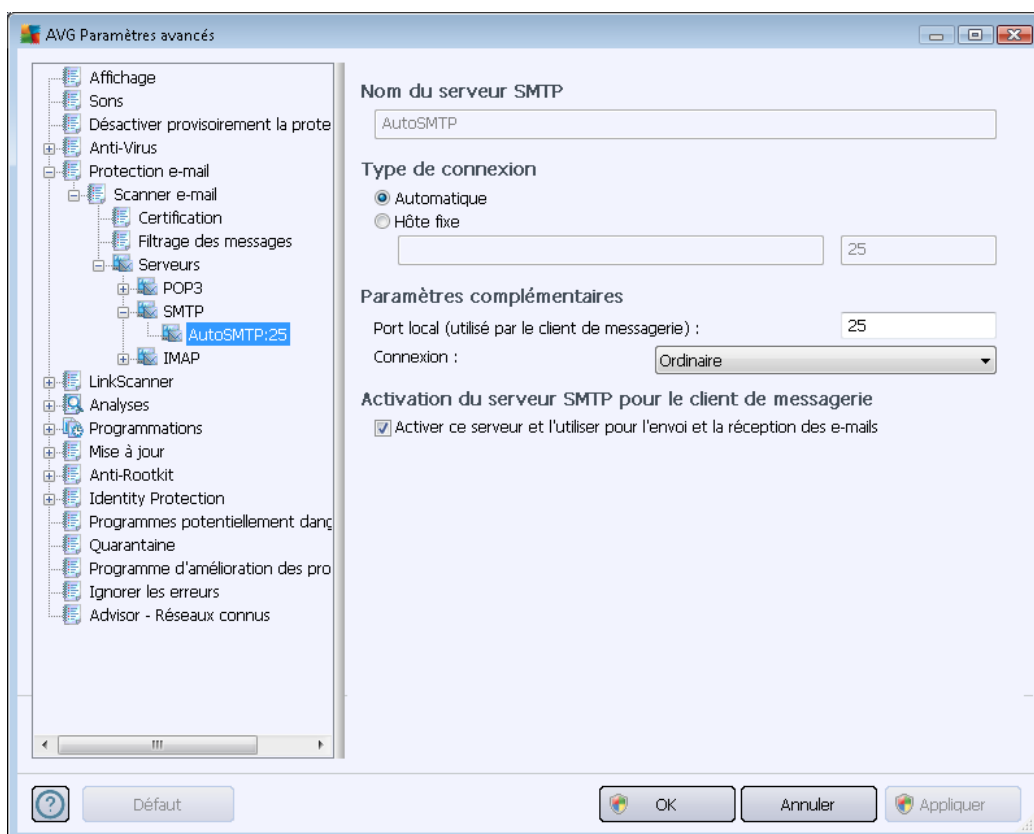 AVG Paramètres avancés
Affichage
Sons
Désactiver provisoirement la prote
Anti-Virus
Protection e-mail
Scanner e-mail
Certification
Filtrage des messages
Serveurs
POP3
SMTP
AutoSMTP:25
IMAP
LinkScanner
Analyses
Programmations
Mise à jour
Anti-Rootkit
Identity Protection
Programmes potentiellement dang
Quarantaine
Programme d'amélioration des pro
Ignorer les erreurs
Advisor - Réseaux connus
Nom du serveur SMTP
AutoSMTP
Type de connexion
Automatique
Hôte fixe
25
Paramètres complémentaires
Port local (utilisé par le client de messagerie) : 25
Connexion : Ordinaire
Activation du serveur SMTP pour le client de messagerie
Activer ce serveur et l'utiliser pour l'envoi et la réception des e-mails
Défaut OK Annuler Appliquer